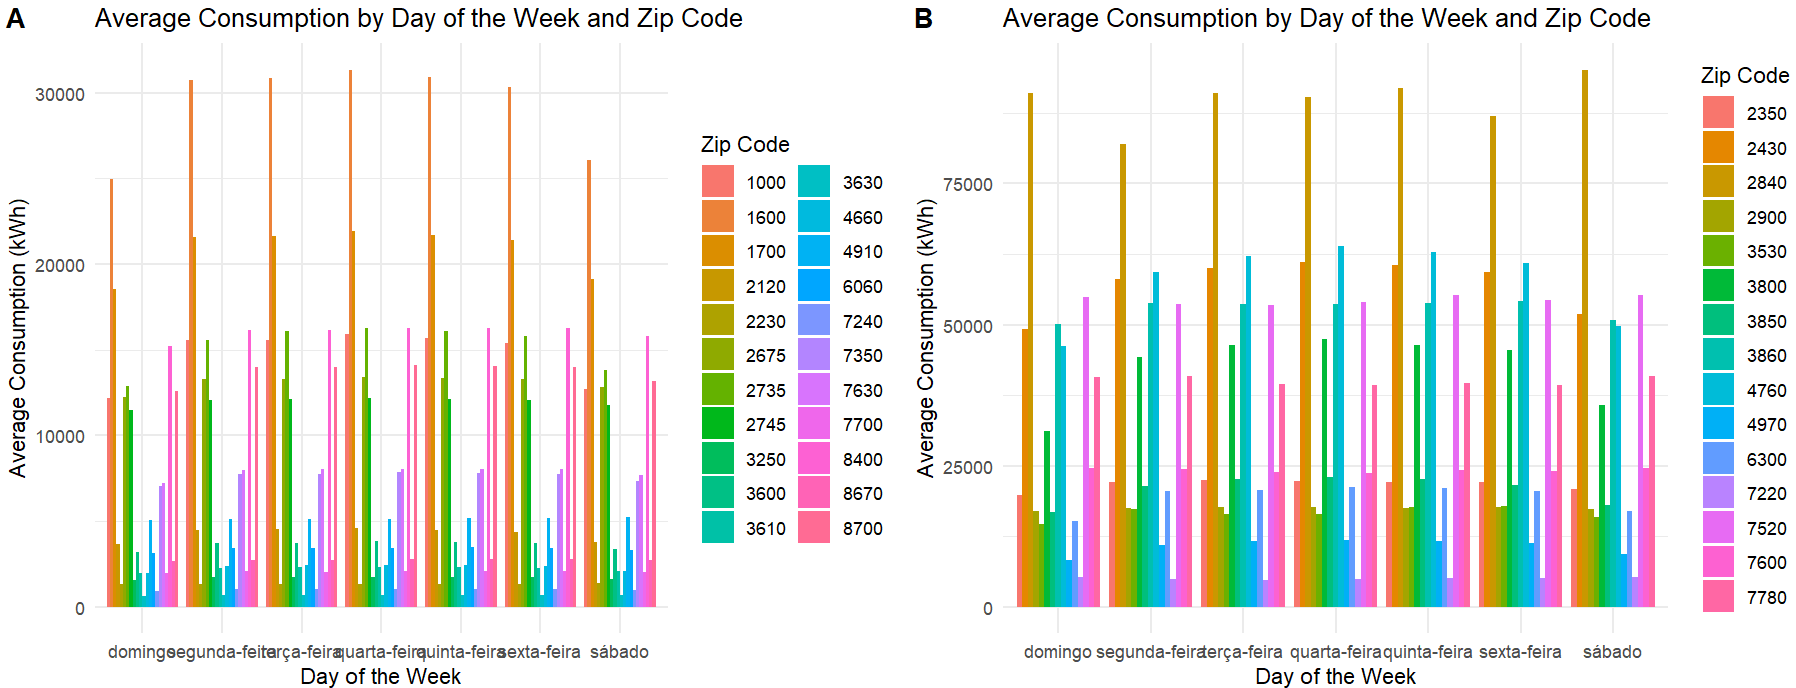 A
Average Consumption by Day of the Week and Zip Code
Average Consumption (kWh)
30000
20000
10000
0
domingo
segunda-feira
terça-feira
quarta-feira
quinta-feira
sexta-feira
sábado
Day of the Week
Zip Code
1000
1600
1700
2120
2230
2675
2735
2745
3250
3600
3610
3630
4660
4910
6060
7240
7350
7630
7700
8400
8670
8700
B
Average Consumption by Day of the Week and Zip Code
Average Consumption (kWh)
75000
50000
25000
0
domingo
segunda-feira
terça-feira
quarta-feira
quinta-feira
sexta-feira
sábado
Day of the Week
Zip Code
2350
2430
2840
2900
3530
3800
3850
3860
4760
4970
6300
7220
7520
7600
7780